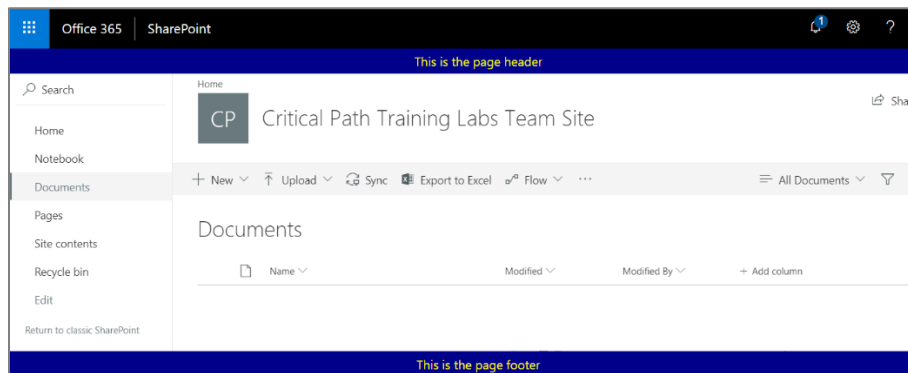 Office 365 SharePoint 1 ?
This is the page header
Search
Home
Notebook
Documents
Pages
Site contents
Recycle bin
Edit
Return to classic SharePoint
Home
CP Critical Path Training Labs Team Site
Sha
New Upload Sync Export to Excel Flow ··· All Documents
Documents
Name Modified Modified By + Add column
This is the page footer